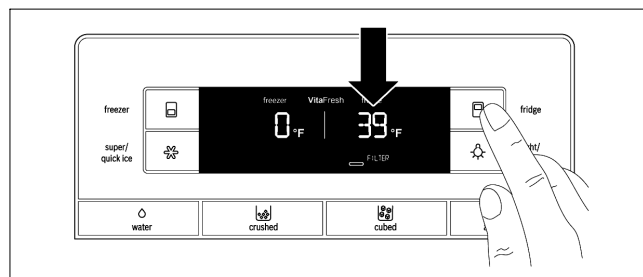 freezer VitaFresh
freezer 0 °F 39 °F fridge
super/
quick ice
FILTER
water crushed cubed